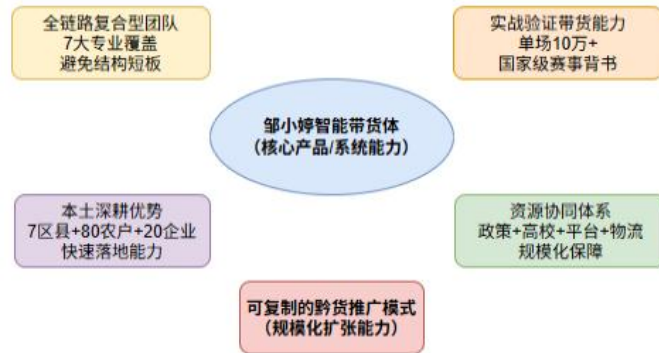 全链路复合型团队
7大专业覆盖
避免结构短板
实战验证带货能力
单场10万+
国家级赛事背书
邹小婷智能带货体
（核心产品/系统能力）
本土深耕优势
7区县+80农户+20企业
快速落地能力
资源协同体系
政策+高校+平台+物流
规模化保障
可复制的黔货推广模式
（规模化扩张能力）